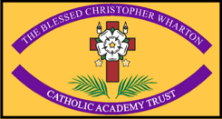 THE BLESSED CHRISTOPHER WHARTON
CATHOLIC ACADEMY TRUST